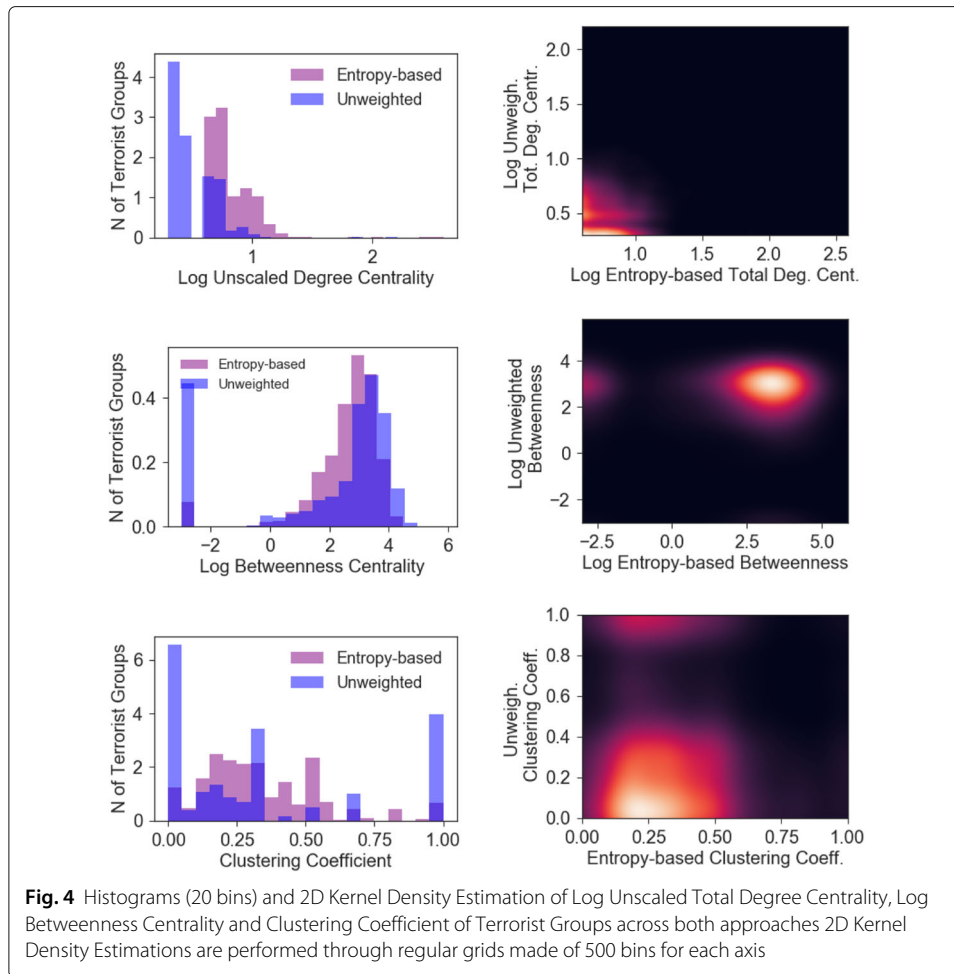 N of Terrorist Groups
4
3
2
1
0
Entropy-based
Unweighted
1
2
Log Unscaled Degree Centrality
Log Unweigh.
Tot. Deg. Centr.
2.0
1.5
1.0
0.5
1.0
1.5
2.0
2.5
Log Entropy-based Total Deg. Cent.
N of Terrorist Groups
0.4
0.2
0.0
Entropy-based
Unweighted
−2
0
2
4
6
Log Betweenness Centrality
Log Unweighted
Betweenness
4
2
0
−2
−2.5
0.0
2.5
5.0
Log Entropy-based Betweenness
N of Terrorist Groups
6
4
2
0
Entropy-based
Unweighted
0.00
0.25
0.50
0.75
1.00
Clustering Coefficient
Unweigh.
Clustering Coeff.
1.0
0.8
0.6
0.4
0.2
0.0
0.00
0.25
0.50
0.75
1.00
Entropy-based Clustering Coeff.
Fig. 4 Histograms (20 bins) and 2D Kernel Density Estimation of Log Unscaled Total Degree Centrality, Log
Betweenness Centrality and Clustering Coefficient of Terrorist Groups across both approaches 2D Kernel
Density Estimations are performed through regular grids made of 500 bins for each axis